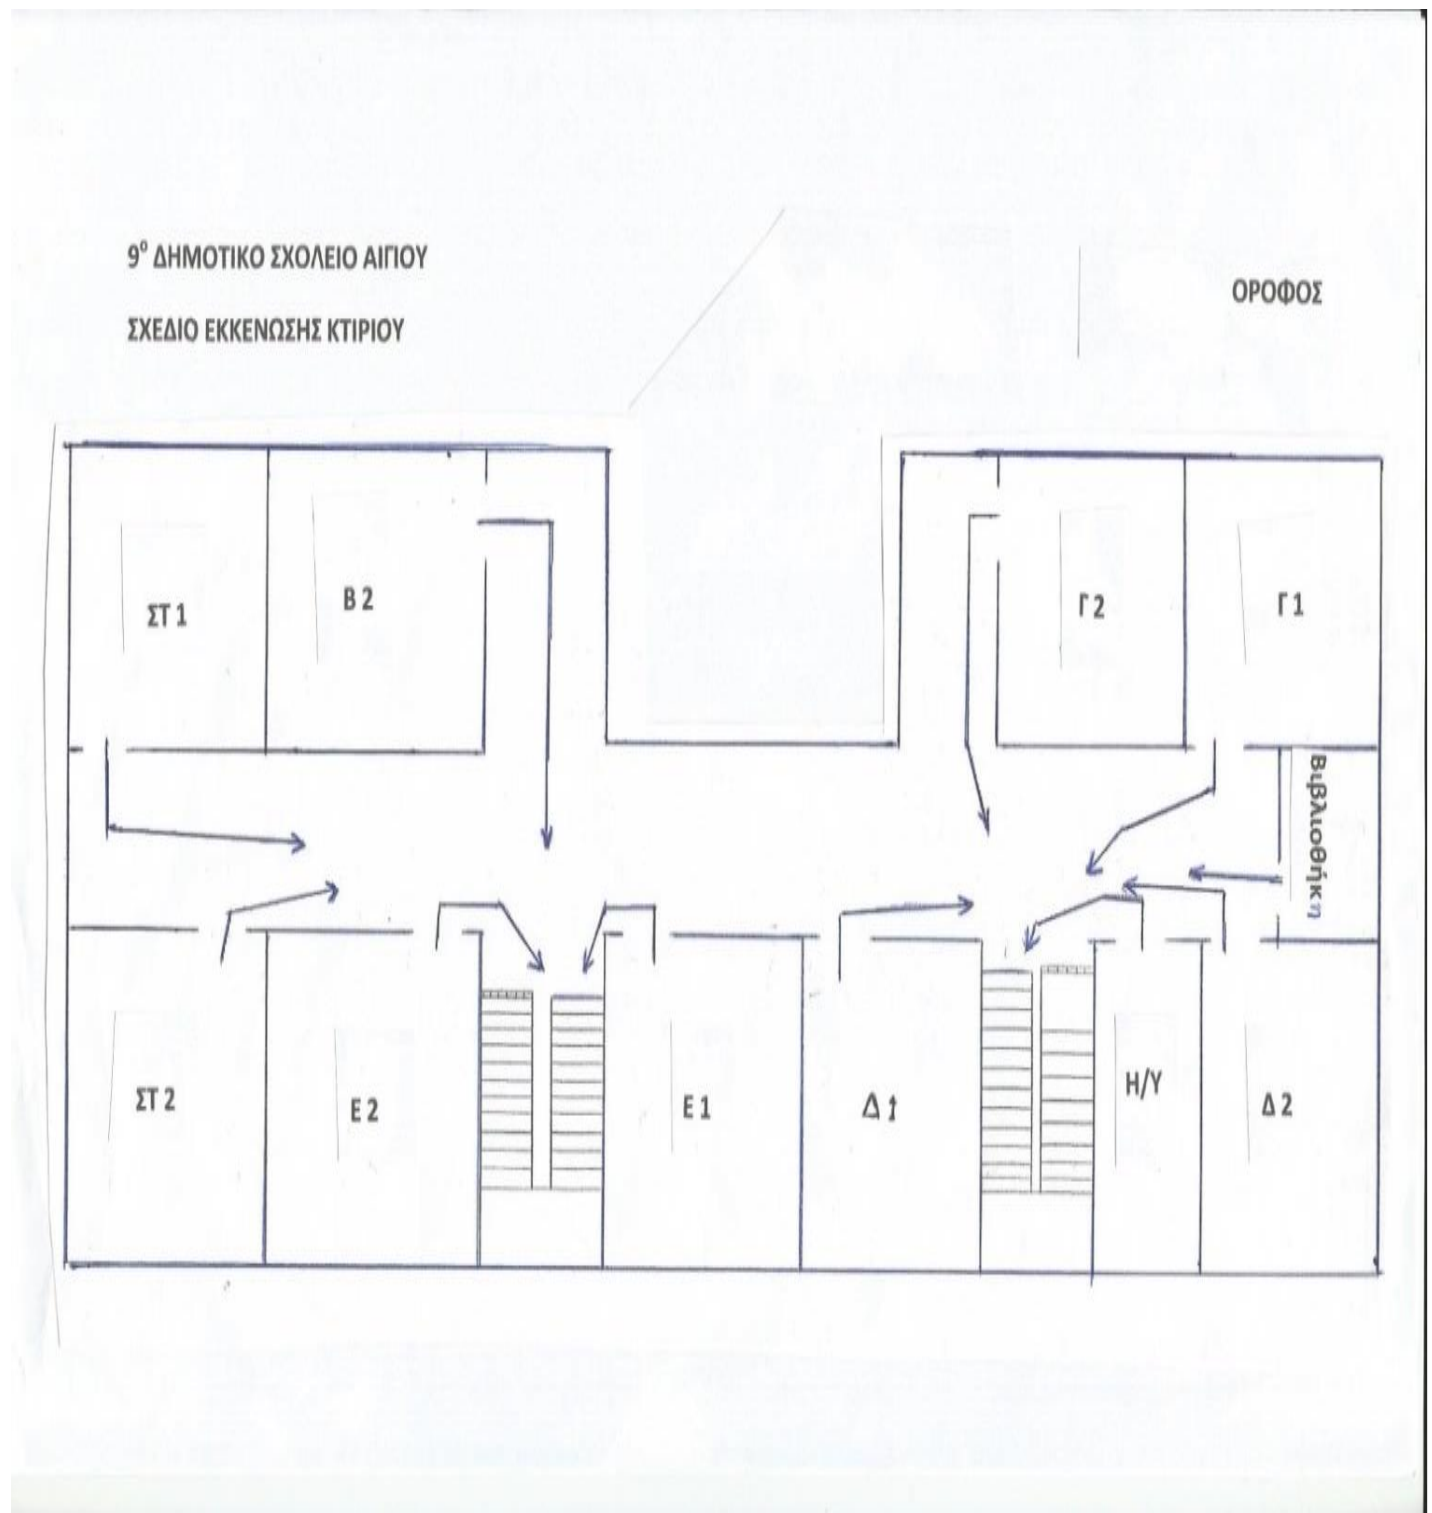 9ο ΔΗΜΟΤΙΚΟ ΣΧΟΛΕΙΟ ΑΙΓΙΟΥ
ΟΡΟΦΟΣ
ΣΧΕΔΙΟ ΕΚΚΕΝΩΣΗΣ ΚΤΙΡΙΟΥ
ΣΤ 1
Β 2
Γ 2
Γ 1
Βιβλιοθήκη
ΣΤ 2
Ε 2
Ε 1
Δ 1
Η/Υ
Δ 2